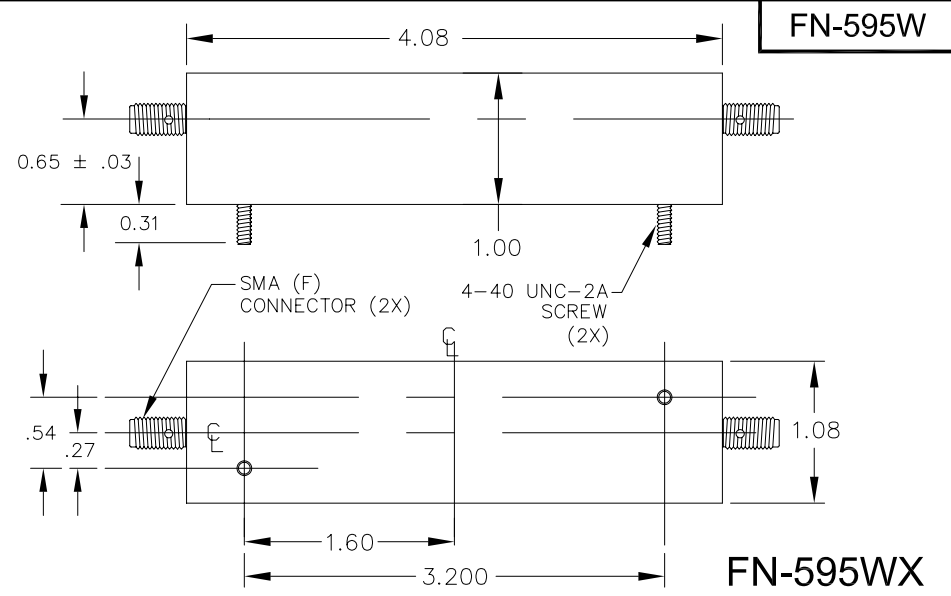 FN-595W
4.08
0.65 ± .03
0.31
1.00
SMA (F)
CONNECTOR (2X)
4-40 UNC-2A
SCREW
(2X)
℄
.54
℄
.27
1.08
1.60
3.200
FN-595WX